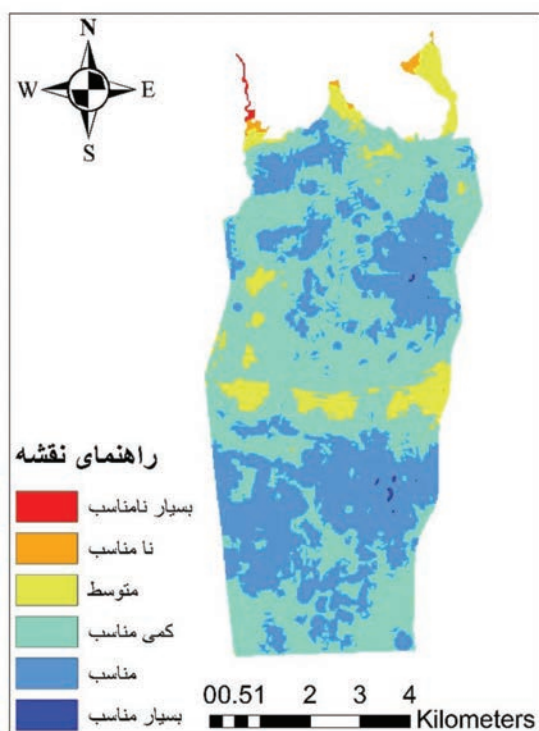 N
W E
S
راهنمای نقشه
بسیار نامناسب
نا مناسب
متوسط
کمی مناسب
مناسب
بسیار مناسب
00.51 2 3 4
Kilometers